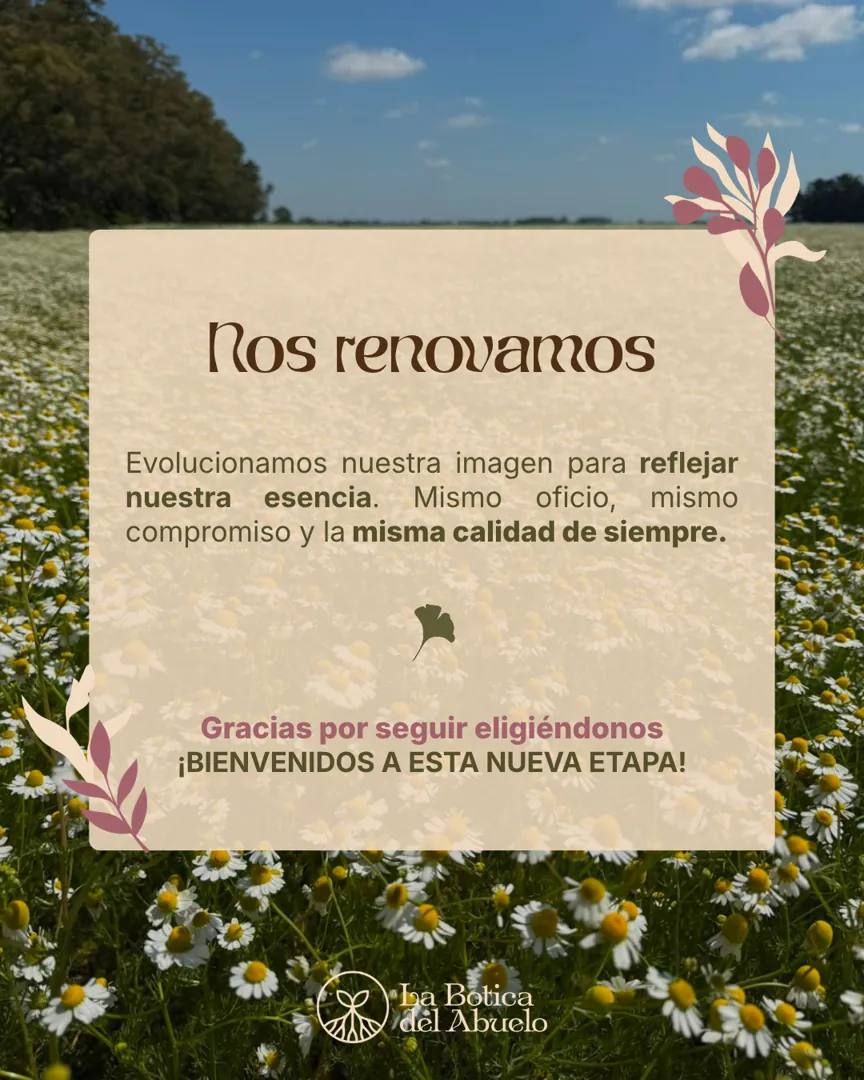 Nos renovamos
Evolucionamos nuestra imagen para reflejar
nuestra esencia. Mismo oficio, mismo
compromiso y la misma calidad de siempre.
Gracias por seguir eligiéndonos
¡BIENVENIDOS A ESTA NUEVA ETAPA!
La Botica
del Abuelo